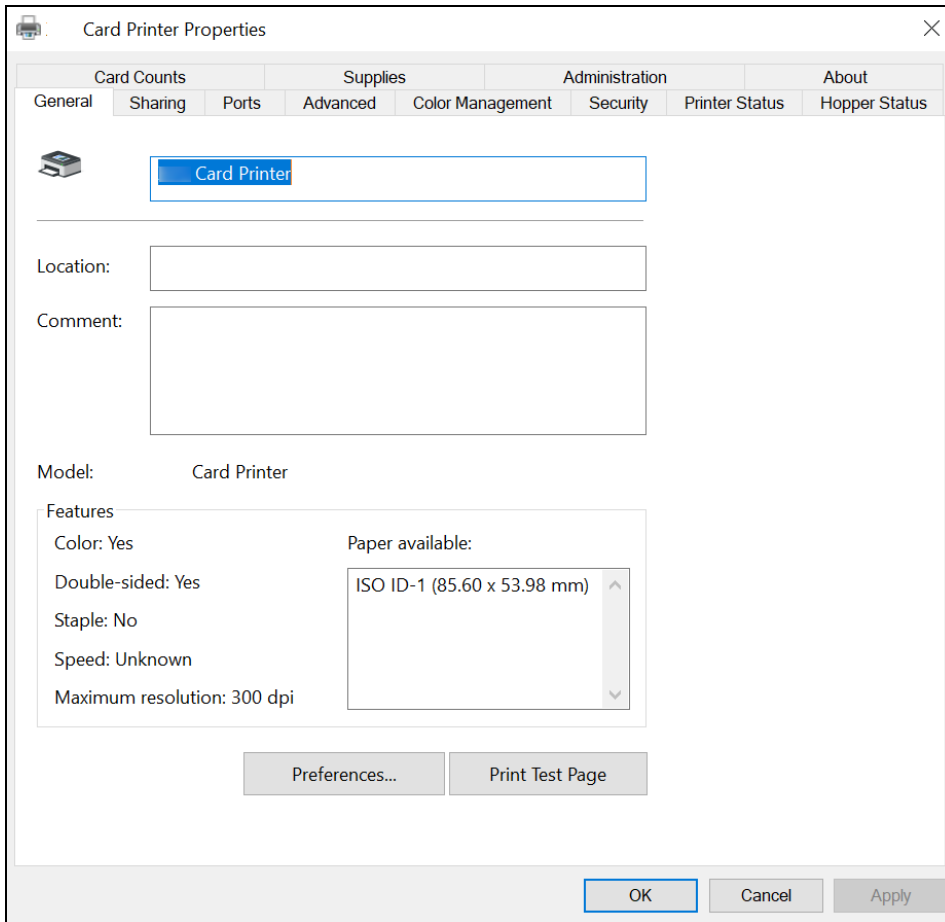 Card Printer Properties
Card Counts Supplies Administration About
General Sharing Ports Advanced Color Management Security Printer Status Hopper Status
Card Printer
Location:
Comment:
Model: Card Printer
Features
Color: Yes Paper available:
Double-sided: Yes ISO ID-1 (85.60 x 53.98 mm)
Staple: No
Speed: Unknown
Maximum resolution: 300 dpi
Preferences... Print Test Page
OK Cancel Apply